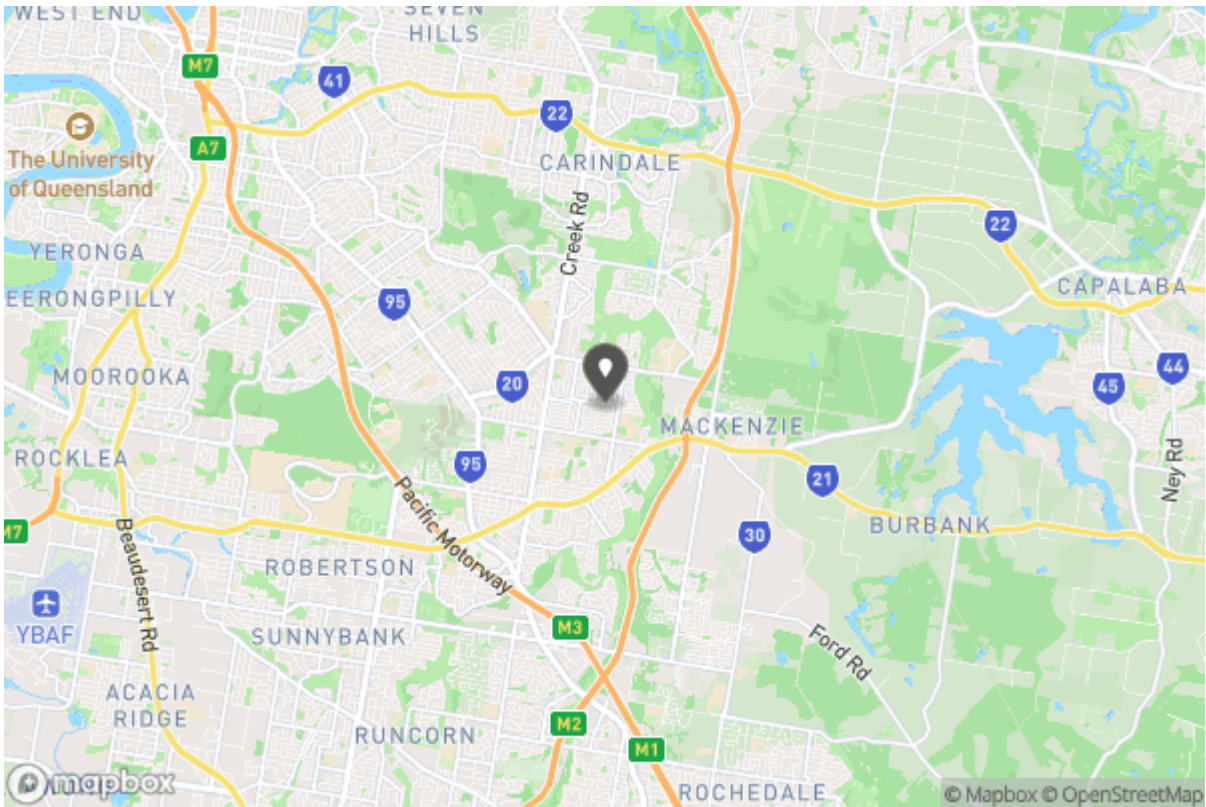 WEST END
SEVEN
HILLS
M7
41
22
A7
CARINDALE
The University
of Queensland
Creek Rd
22
YERONGA
CAPALABA
EERONGPILLY
95
44
MOOROOKA
20
45
MACKENZIE
ROCKLEA
95
21
Ney Rd
Pacific Motorway
M7
BURBANK
30
Beaudesert Rd
ROBERTSON
YBAF
SUNNYBANK
M3
Ford Rd
ACACIA
RIDGE
M2
RUNCORN
M1
mapbox
ROCHEDALE
© Mapbox © OpenStreetMap